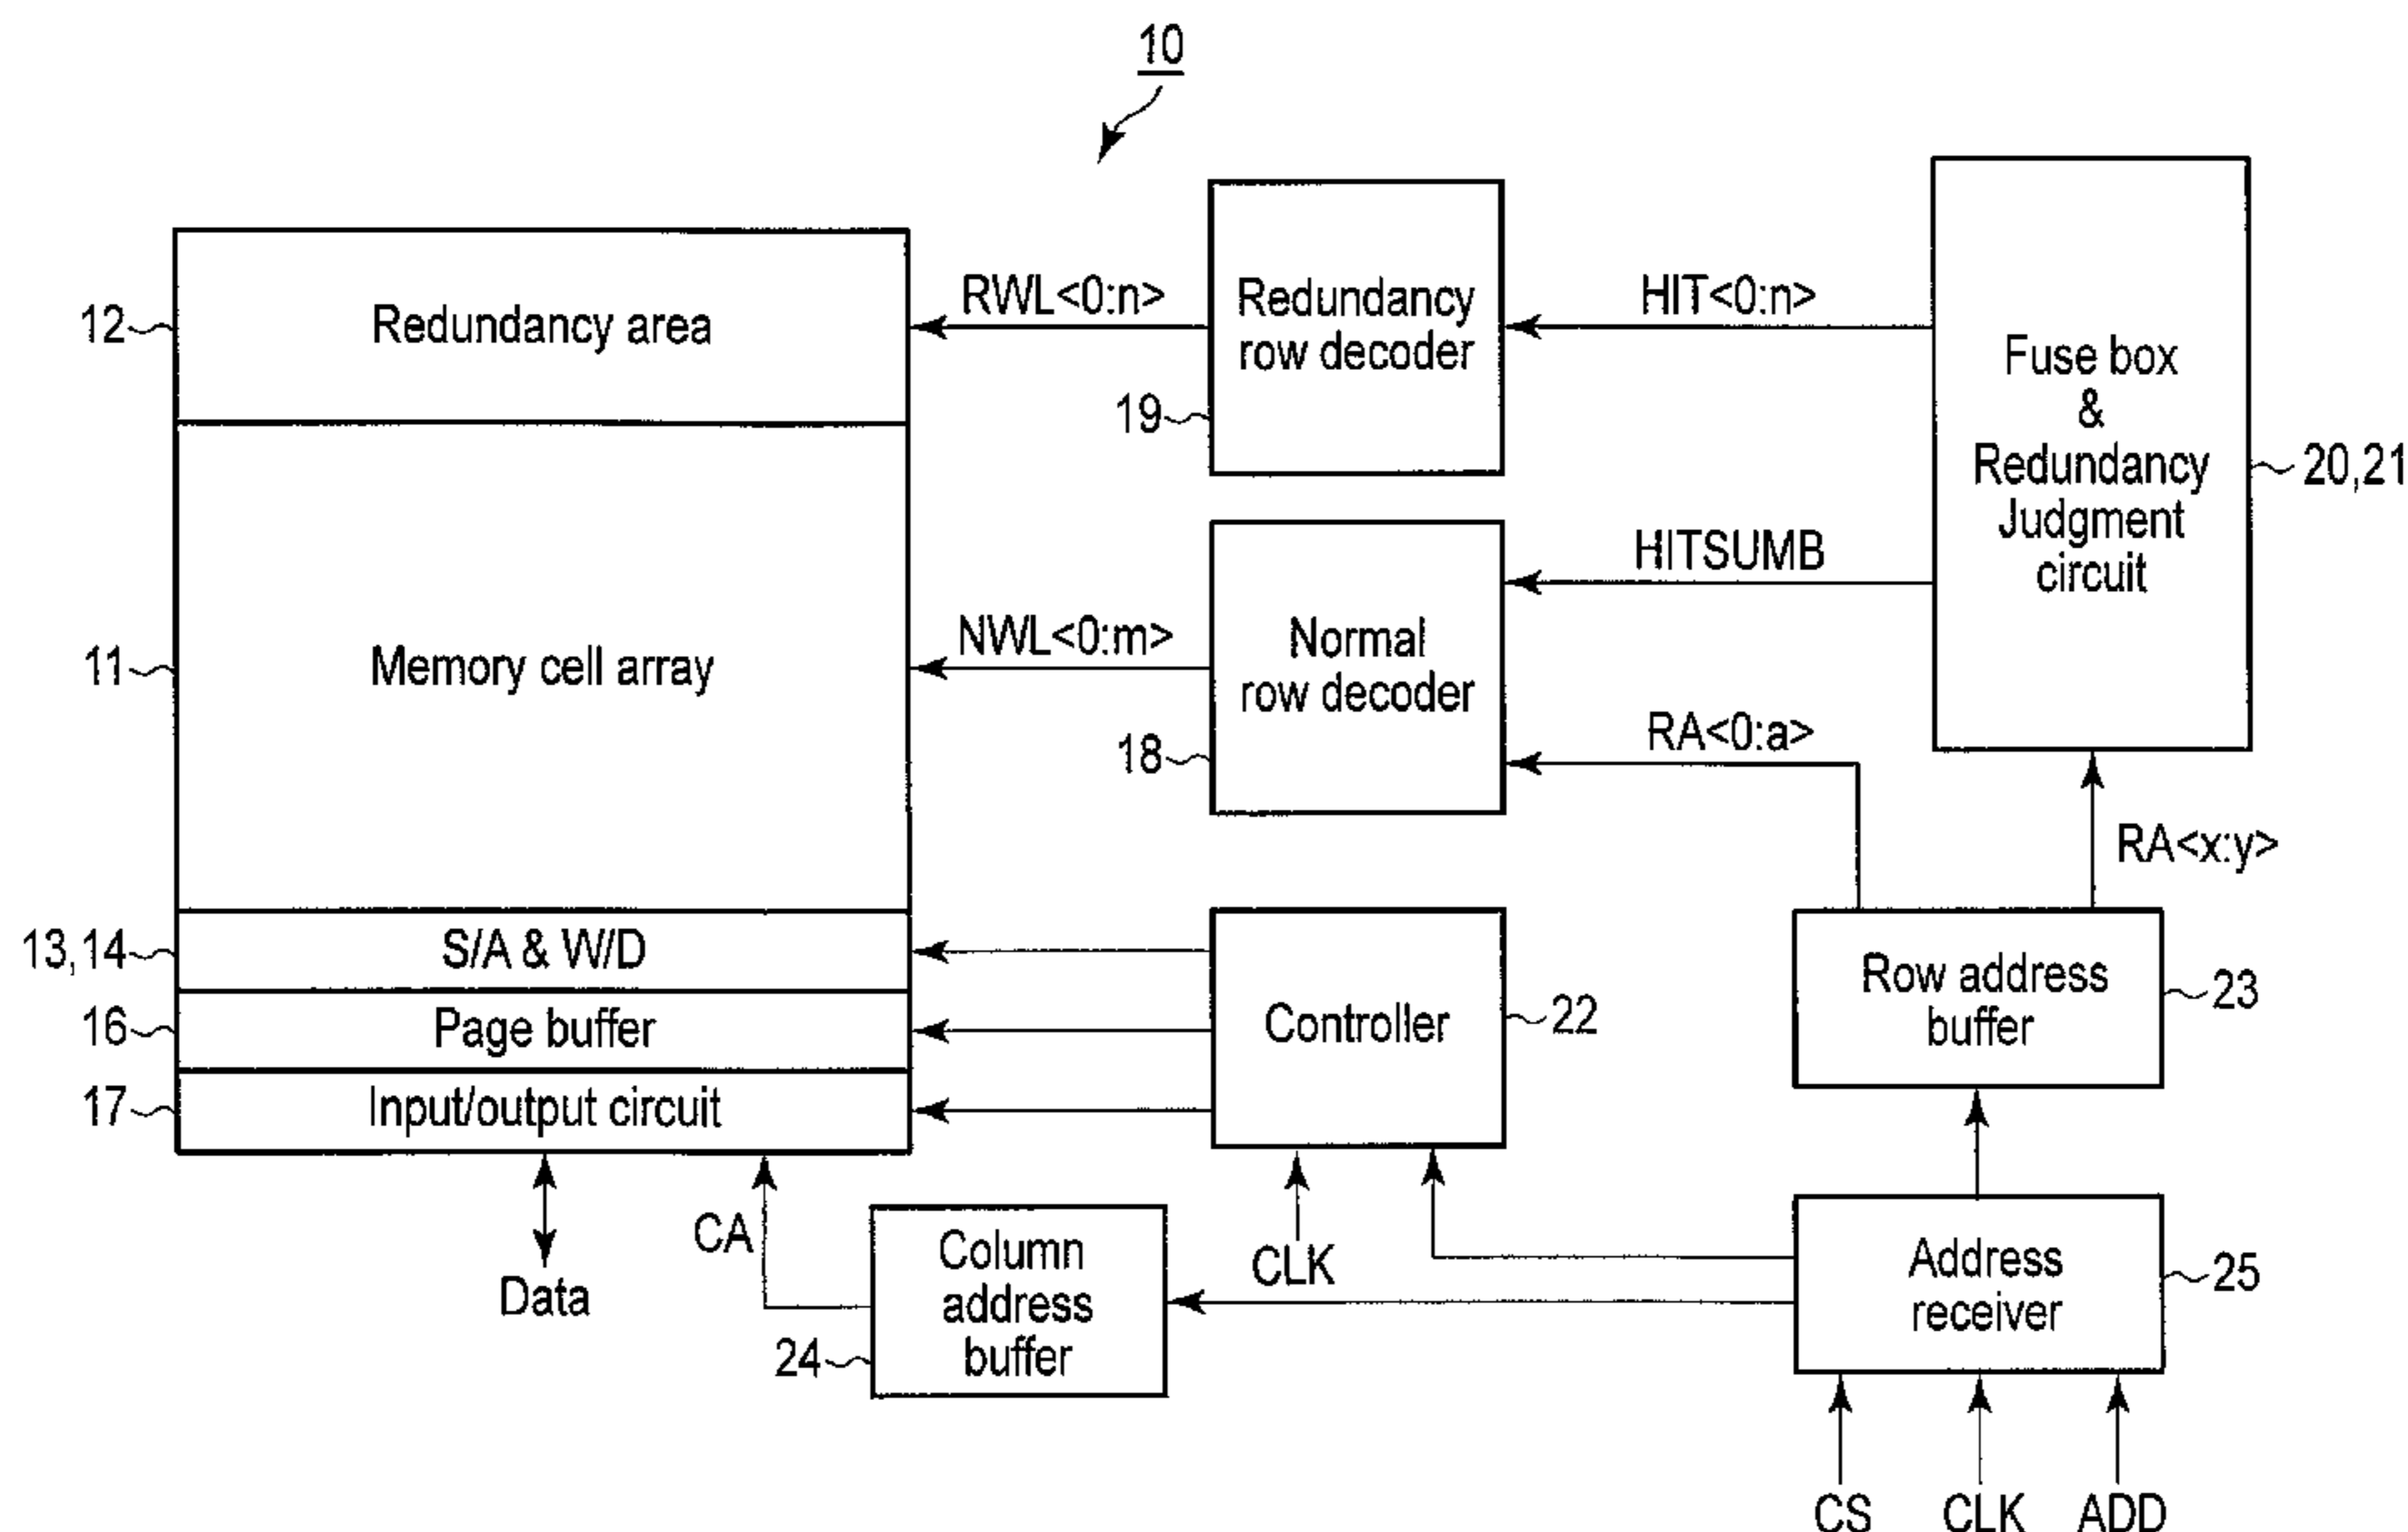 10
12
Redundancy area
RWL<0:n>
Redundancy
row decoder
19
HIT<0:n>
Fuse box
&
Redundancy
Judgment
circuit
20,21
HITSUMB
11
Memory cell array
NWL<0:m>
Normal
row decoder
18
RA<0:a>
RA<x:y>
13,14
S/A & W/D
16
Page buffer
17
Input/output circuit
Controller
22
Row address
buffer
23
Data
CA
Column
address
buffer
24
CLK
Address
receiver
25
CS
CLK
ADD